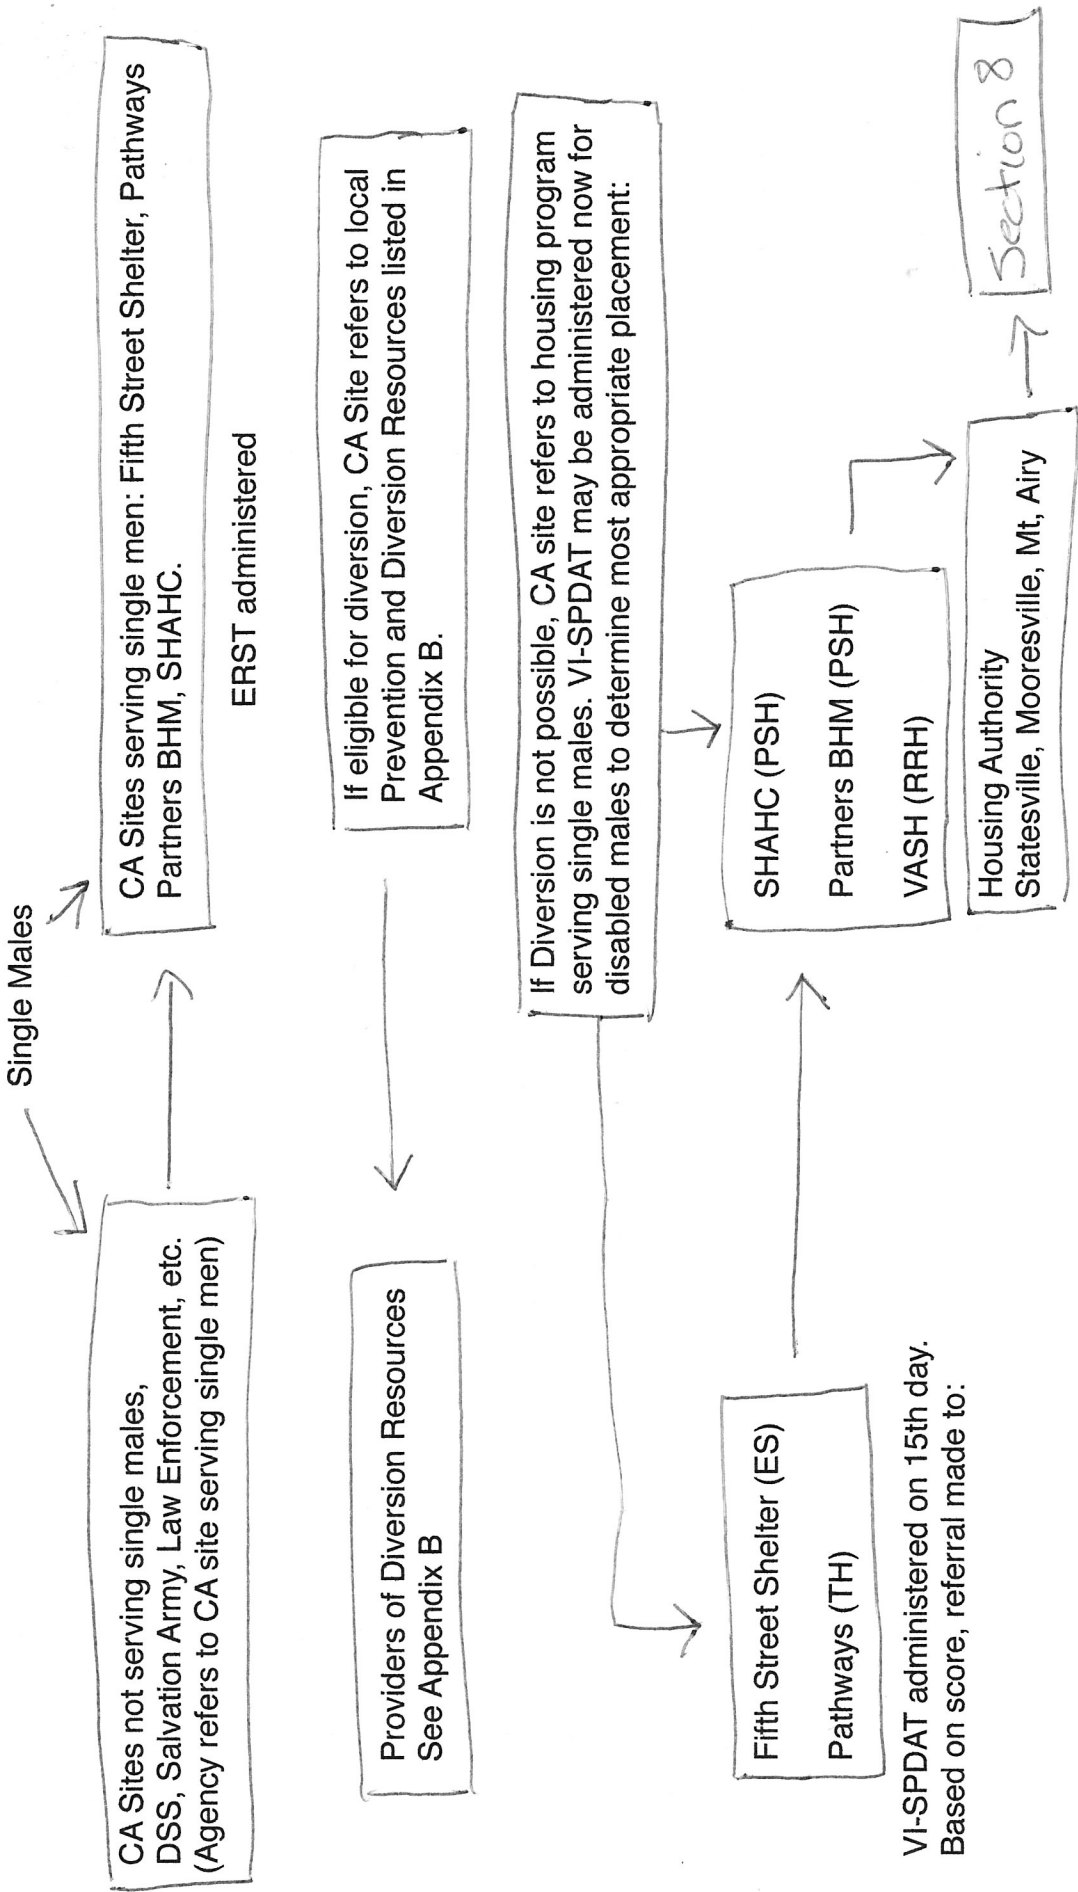 Single Males
CA Sites not serving single males,
DSS, Salvation Army, Law Enforcement, etc.
(Agency refers to CA site serving single men)
CA Sites serving single men: Fifth Street Shelter, Pathways
Partners BHM, SHAHC.
ERST administered
If eligible for diversion, CA Site refers to local
Prevention and Diversion Resources listed in
Appendix B.
Providers of Diversion Resources
See Appendix B
If Diversion is not possible, CA site refers to housing program
serving single males. VI-SPDAT may be administered now for
disabled males to determine most appropriate placement:
Fifth Street Shelter (ES)
Pathways (TH)
VI-SPDAT administered on 15th day.
Based on score, referral made to:
SHAHC (PSH)
Partners BHM (PSH)
VASH (RRH)
Housing Authority
Statesville, Mooresville, Mt, Airy
Section 8